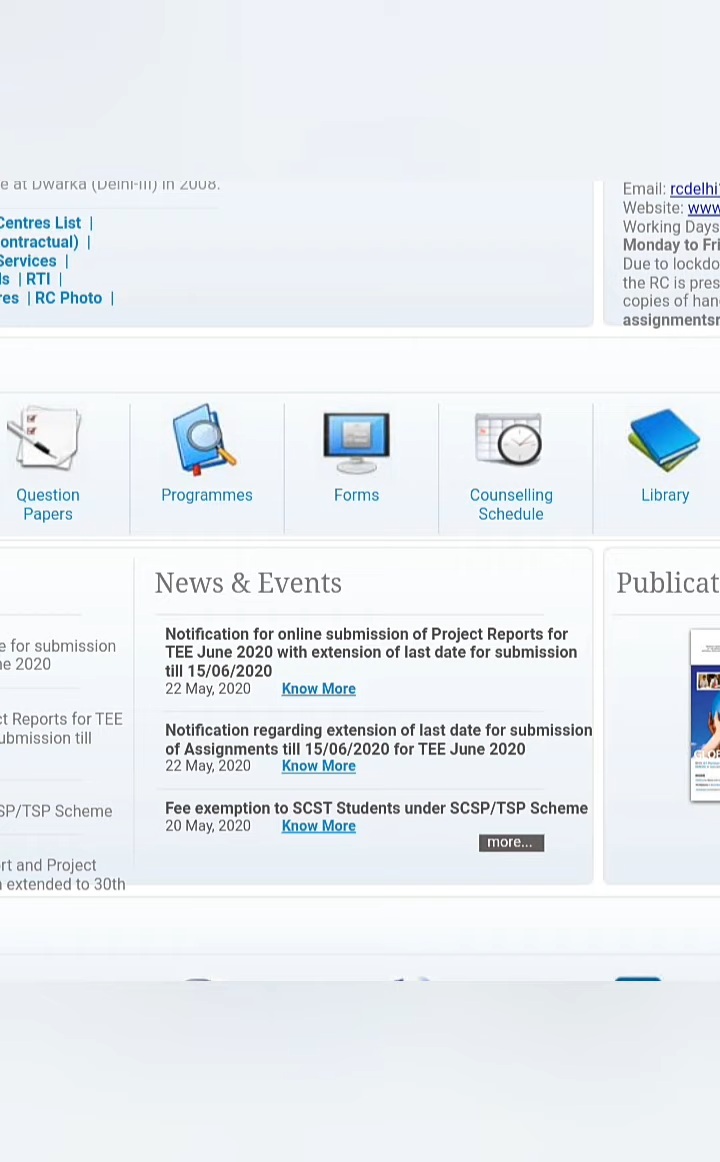 e at Dwarka (Delhi-III) in 2008.
Centres List |
ontractual) |
Services |
ls | RTI |
res | RC Photo |
Email: rcdelhi
Website: www
Working Days
Monday to Fri
Due to lockdo
the RC is pres
copies of han
assignmentsr
Question
Papers
Programmes
Forms
Counselling
Schedule
Library
e for submission
ne 2020
ct Reports for TEE
ubmission till
SP/TSP Scheme
rt and Project
n extended to 30th
News & Events
Notification for online submission of Project Reports for
TEE June 2020 with extension of last date for submission
till 15/06/2020
22 May, 2020 Know More
Notification regarding extension of last date for submission
of Assignments till 15/06/2020 for TEE June 2020
22 May, 2020 Know More
Fee exemption to SCST Students under SCSP/TSP Scheme
20 May, 2020 Know More
more...
Publicat